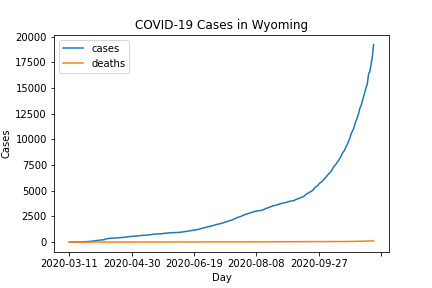 COVID-19 Cases in Wyoming
cases
deaths
20000
17500
15000
12500
10000
7500
5000
2500
0
Cases
2020-03-11 2020-04-30 2020-06-19 2020-08-08 2020-09-27
Day